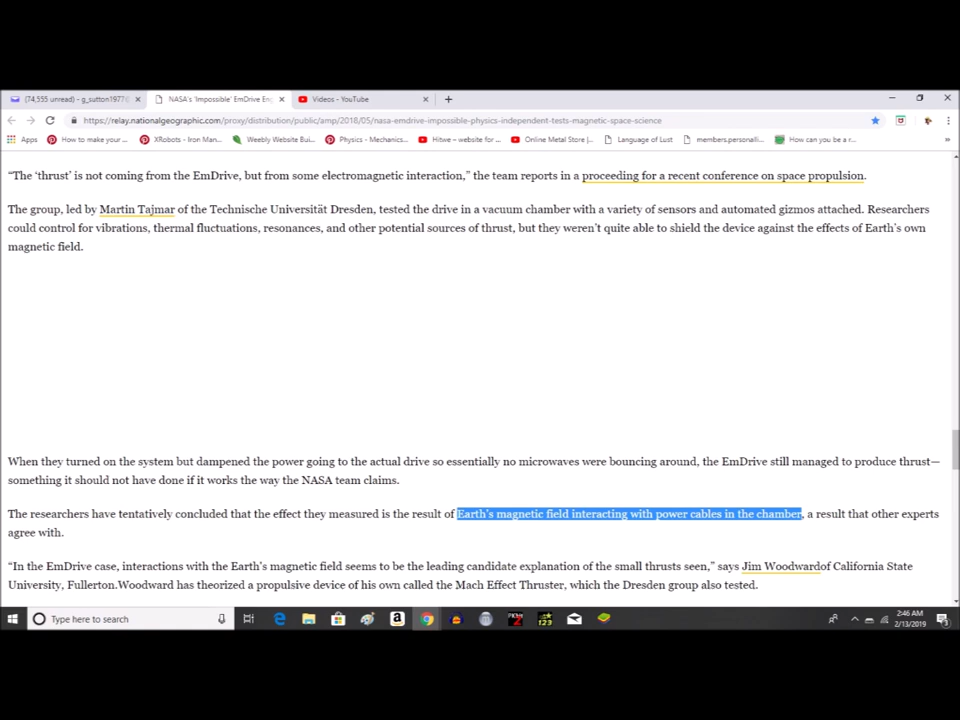 (74,555 unread) - g_sutton1977@
NASA's 'Impossible' EmDrive Eng
Videos - YouTube
https://relay.nationalgeographic.com/proxy/distribution/public/amp/2018/05/nasa-emdrive-impossible-physics-independent-tests-magnetic-space-science
Apps
How to make your ...
XRobots – Iron Man...
Weekly Website Bui...
Physics - Mechanics...
Hitwe – website for ...
Online Metal Store |...
Language of Lust
members.personalli...
How can you be a r...
»
“The ‘thrust’ is not coming from the EmDrive, but from some electromagnetic interaction,” the team reports in a proceeding for a recent conference on space propulsion.
The group, led by Martin Tajmar of the Technische Universität Dresden, tested the drive in a vacuum chamber with a variety of sensors and automated gizmos attached. Researchers
could control for vibrations, thermal fluctuations, resonances, and other potential sources of thrust, but they weren’t quite able to shield the device against the effects of Earth’s own
magnetic field.
When they turned on the system but dampened the power going to the actual drive so essentially no microwaves were bouncing around, the EmDrive still managed to produce thrust—
something it should not have done if it works the way the NASA team claims.
The researchers have tentatively concluded that the effect they measured is the result of Earth’s magnetic field interacting with power cables in the chamber, a result that other experts
agree with.
“In the EmDrive case, interactions with the Earth’s magnetic field seems to be the leading candidate explanation of the small thrusts seen,” says Jim Woodwardof California State
University, Fullerton.Woodward has theorized a propulsive device of his own called the Mach Effect Thruster, which the Dresden group also tested.
Type here to search
2:46 AM
2/13/2019